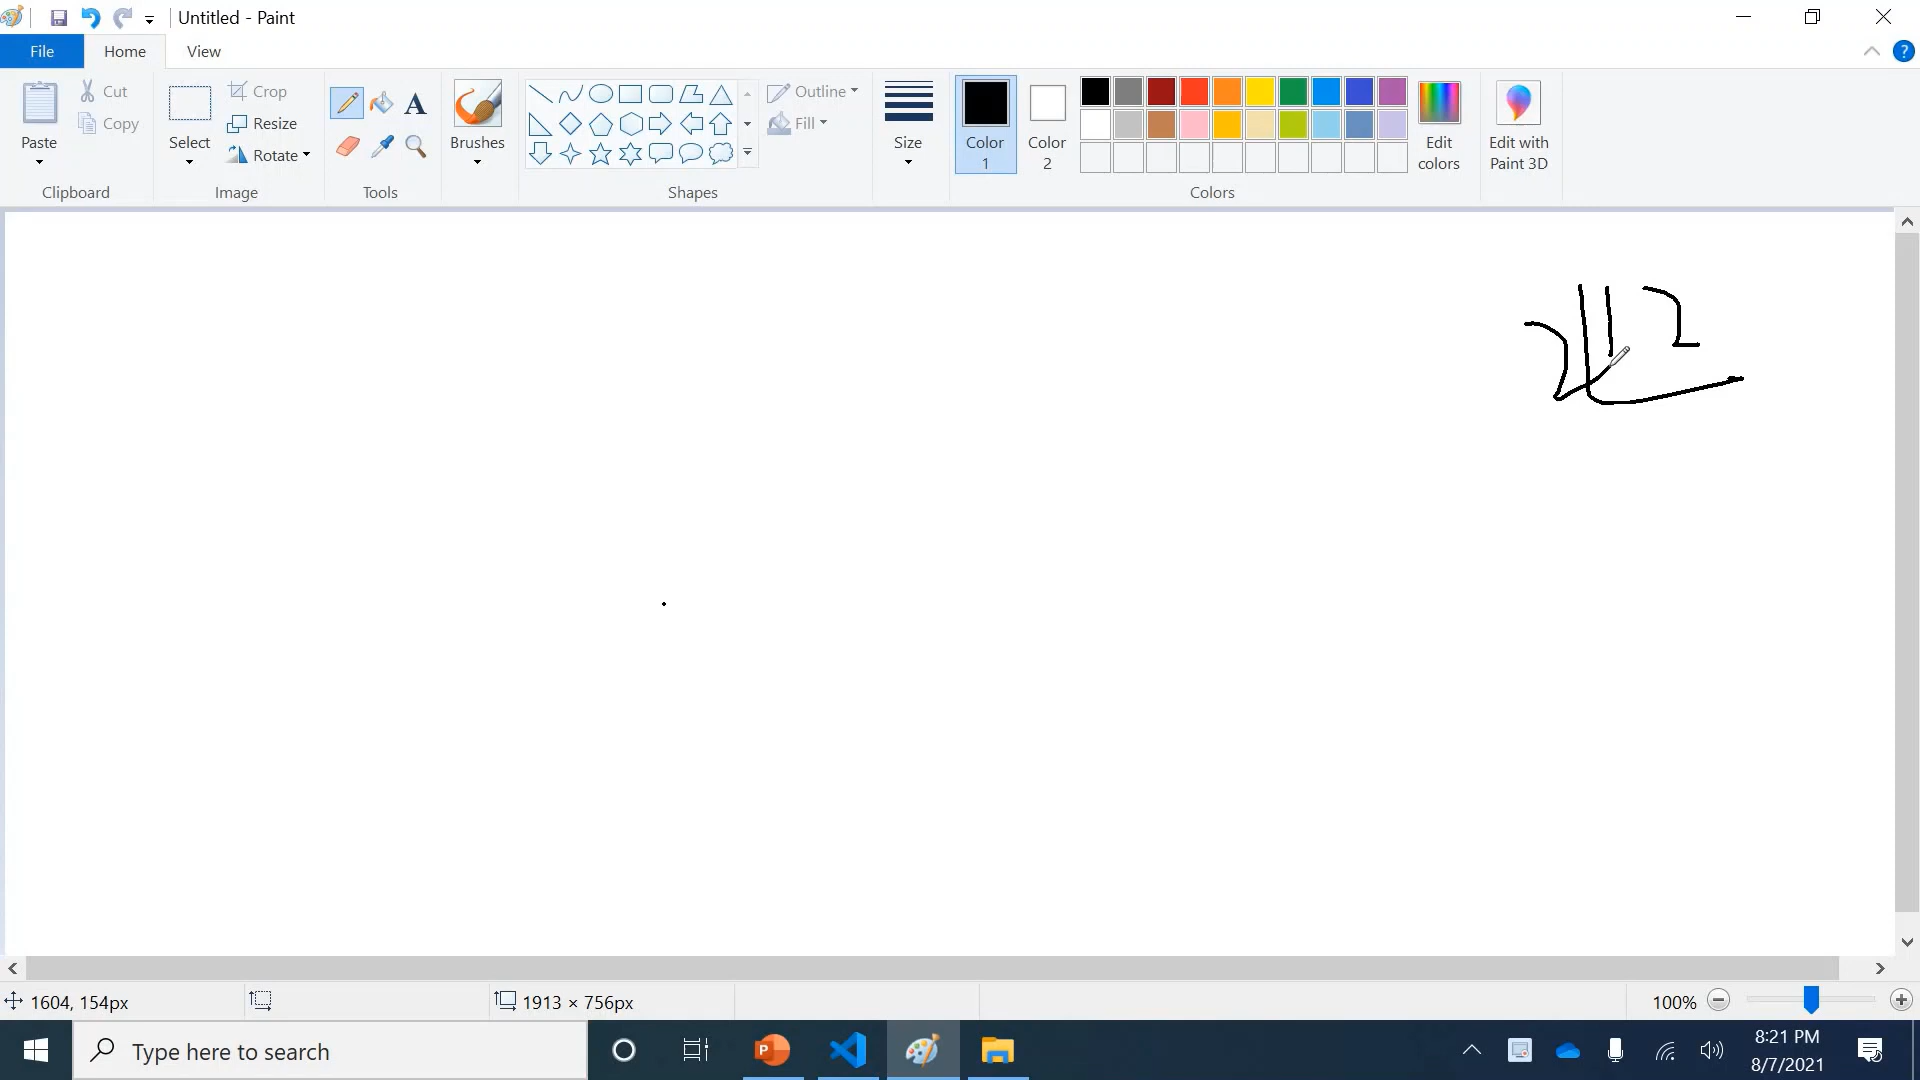 Untitled - Paint
File
Home
View
Paste
Cut
Copy
Clipboard
Select
Crop
Resize
Rotate
Image
A
Tools
Brushes
Shapes
Outline
Fill
Size
Color 1
Color 2
Colors
Edit colors
Edit with Paint 3D
?
2
12
1604, 154px
1913 × 756px
100%
Type here to search
P
8:21 PM
8/7/2021